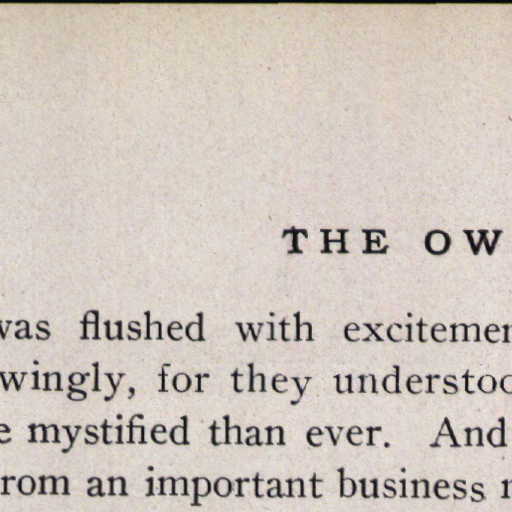 THE OW
was flushed with excitemen
wingly, for they understoo
e mystified than ever. And
rom an important business